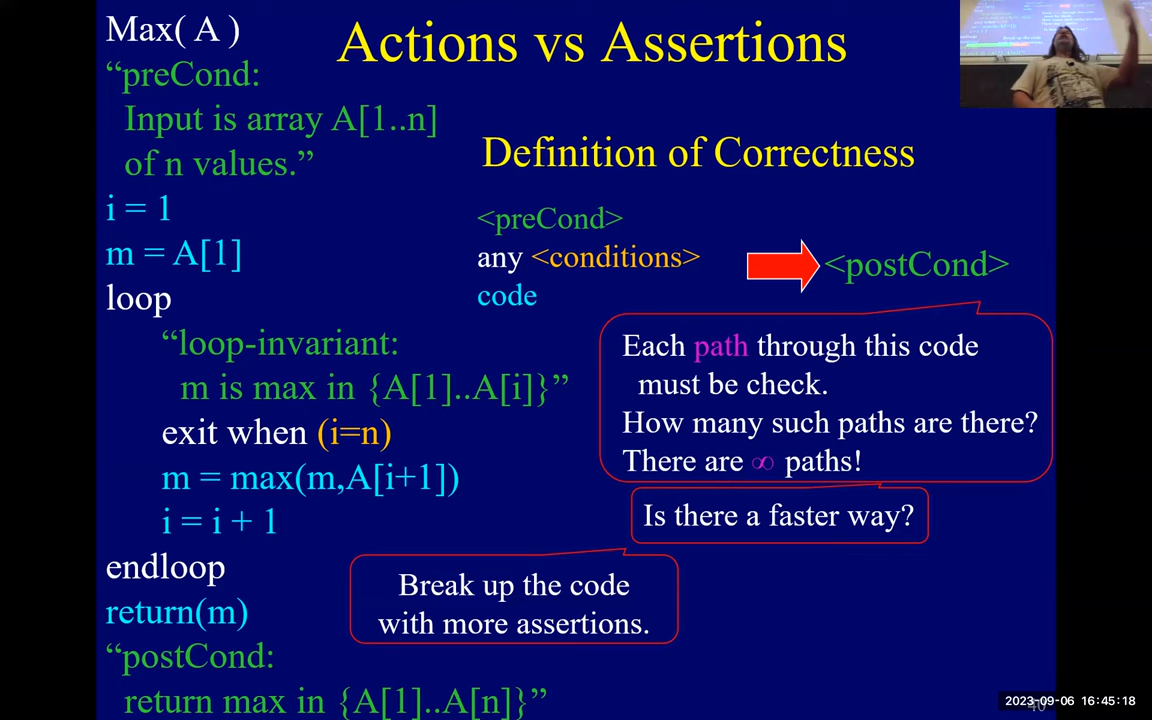 Max( A )
Actions vs Assertions
“preCond:
Input is array A[1..n]
of n values.”
Definition of Correctness
i = 1
m = A[1]
loop
<preCond>
any <conditions>
code
<postCond>
“loop-invariant:
m is max in {A[1]..A[i]}”
exit when (i=n)
m = max(m,A[i+1])
i = i + 1
endloop
return(m)
“postCond:
return max in {A[1]..A[n]}”
Each path through this code
must be check.
How many such paths are there?
There are ∞ paths!
Is there a faster way?
Break up the code
with more assertions.
2023-09-06 16:45:18